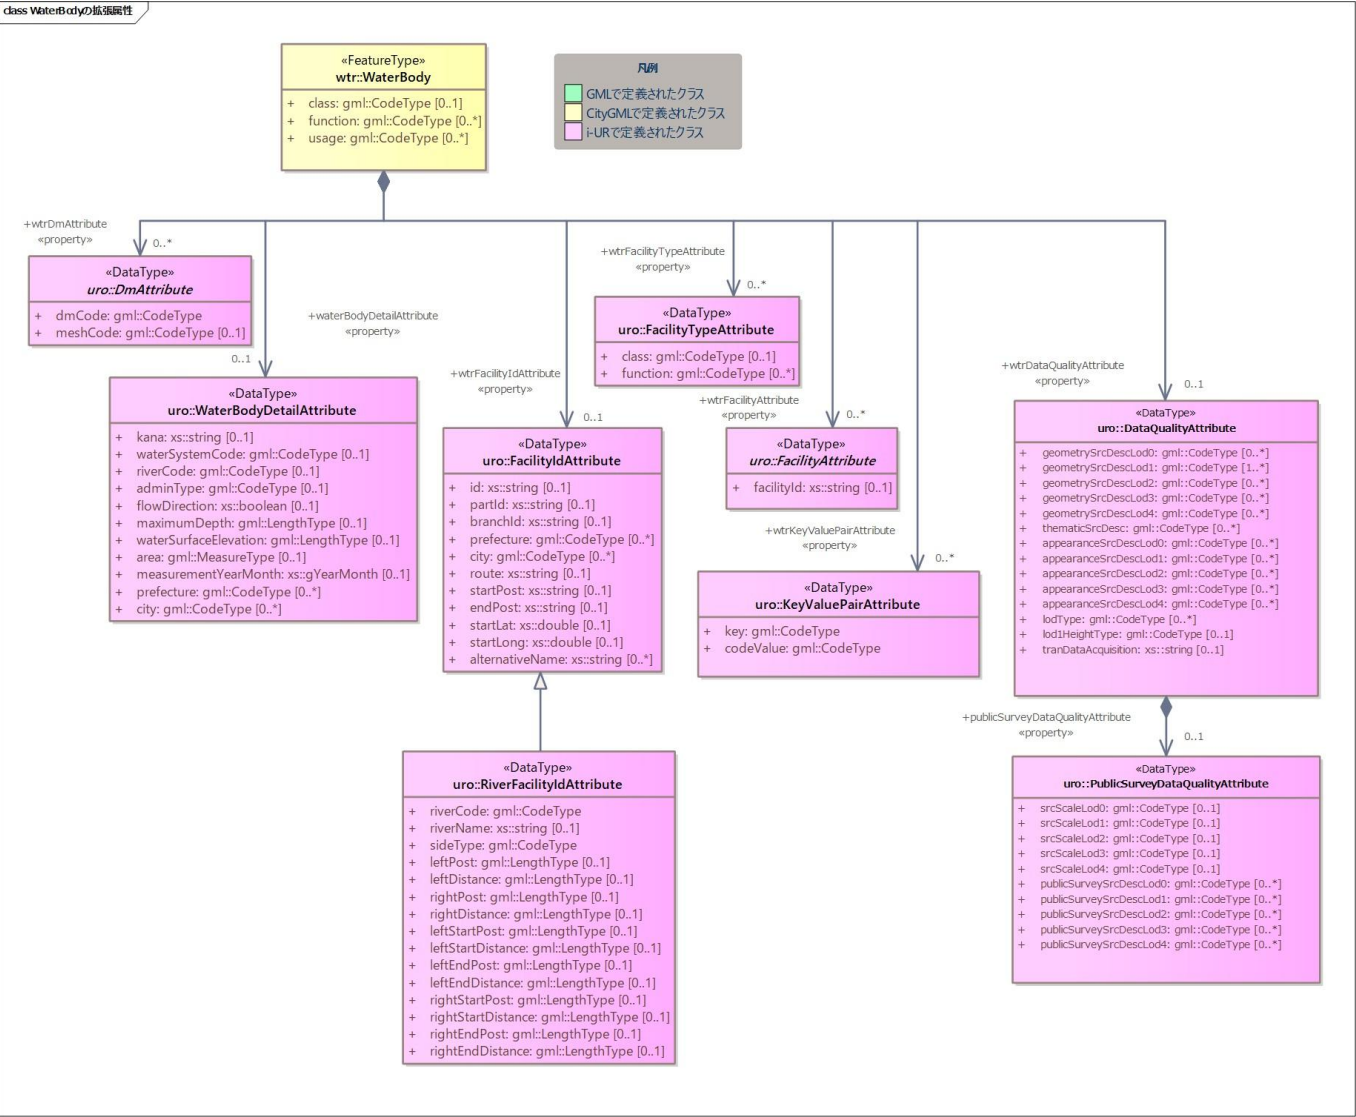 class WaterBodyの拡張属性
«FeatureType»
wtr::WaterBody
+ class: gml::CodeType [0..1]
+ function: gml::CodeType [0..*]
+ usage: gml::CodeType [0..*]
凡例
GMLで定義されたクラス
CityGMLで定義されたクラス
i-URで定義されたクラス
+wtrDmAttribute
«property»
0..*
«DataType»
uro::DmAttribute
+ dmCode: gml::CodeType
+ meshCode: gml::CodeType [0..1]
+waterBodyDetailAttribute
«property»
0..1
«DataType»
uro::WaterBodyDetailAttribute
+ kana: xs::string [0..1]
+ waterSystemCode: gml::CodeType [0..1]
+ riverCode: gml::CodeType [0..1]
+ adminType: gml::CodeType [0..1]
+ flowDirection: xs::boolean [0..1]
+ maximumDepth: gml::LengthType [0..1]
+ waterSurfaceElevation: gml::LengthType [0..1]
+ area: gml::MeasureType [0..1]
+ measurementYearMonth: xs::gYearMonth [0..1]
+ prefecture: gml::CodeType [0..*]
+ city: gml::CodeType [0..*]
+wtrFacilityIdAttribute
«property»
0..1
«DataType»
uro::FacilityIdAttribute
+ id: xs::string [0..1]
+ partId: xs::string [0..1]
+ branchId: xs::string [0..1]
+ prefecture: gml::CodeType [0..*]
+ city: gml::CodeType [0..*]
+ route: xs::string [0..1]
+ startPost: xs::string [0..1]
+ endPost: xs::string [0..1]
+ startLat: xs::double [0..1]
+ startLong: xs::double [0..1]
+ alternativeName: xs::string [0..*]
«DataType»
uro::RiverFacilityIdAttribute
+ riverCode: gml::CodeType
+ riverName: xs::string [0..1]
+ sideType: gml::CodeType
+ leftPost: gml::LengthType [0..1]
+ leftDistance: gml::LengthType [0..1]
+ rightPost: gml::LengthType [0..1]
+ rightDistance: gml::LengthType [0..1]
+ leftStartPost: gml::LengthType [0..1]
+ leftStartDistance: gml::LengthType [0..1]
+ leftEndPost: gml::LengthType [0..1]
+ leftEndDistance: gml::LengthType [0..1]
+ rightStartPost: gml::LengthType [0..1]
+ rightStartDistance: gml::LengthType [0..1]
+ rightEndPost: gml::LengthType [0..1]
+ rightEndDistance: gml::LengthType [0..1]
+wtrFacilityTypeAttribute
«property»
0..*
«DataType»
uro::FacilityTypeAttribute
+ class: gml::CodeType [0..1]
+ function: gml::CodeType [0..*]
+wtrFacilityAttribute
«property»
0..*
«DataType»
uro::FacilityAttribute
+ facilityId: xs::string [0..1]
+wtrKeyValuePairAttribute
«property»
0..*
«DataType»
uro::KeyValuePairAttribute
+ key: gml::CodeType
+ codeValue: gml::CodeType
+wtrDataQualityAttribute
«property»
0..1
«DataType»
uro::DataQualityAttribute
+ geometrySrcDescLod0: gml::CodeType [0..*]
+ geometrySrcDescLod1: gml::CodeType [1..*]
+ geometrySrcDescLod2: gml::CodeType [0..*]
+ geometrySrcDescLod3: gml::CodeType [0..*]
+ geometrySrcDescLod4: gml::CodeType [0..*]
+ thematicSrcDesc: gml::CodeType [0..*]
+ appearanceSrcDescLod0: gml::CodeType [0..*]
+ appearanceSrcDescLod1: gml::CodeType [0..*]
+ appearanceSrcDescLod2: gml::CodeType [0..*]
+ appearanceSrcDescLod3: gml::CodeType [0..*]
+ appearanceSrcDescLod4: gml::CodeType [0..*]
+ lodType: gml::CodeType [0..*]
+ lod1HeightType: gml::CodeType [0..1]
+ tranDataAcquisition: xs::string [0..1]
+publicSurveyDataQualityAttribute
«property»
0..1
«DataType»
uro::PublicSurveyDataQualityAttribute
+ srcScaleLod0: gml::CodeType [0..1]
+ srcScaleLod1: gml::CodeType [0..1]
+ srcScaleLod2: gml::CodeType [0..1]
+ srcScaleLod3: gml::CodeType [0..1]
+ srcScaleLod4: gml::CodeType [0..1]
+ publicSurveySrcDescLod0: gml::CodeType [0..*]
+ publicSurveySrcDescLod1: gml::CodeType [0..*]
+ publicSurveySrcDescLod2: gml::CodeType [0..*]
+ publicSurveySrcDescLod3: gml::CodeType [0..*]
+ publicSurveySrcDescLod4: gml::CodeType [0..*]